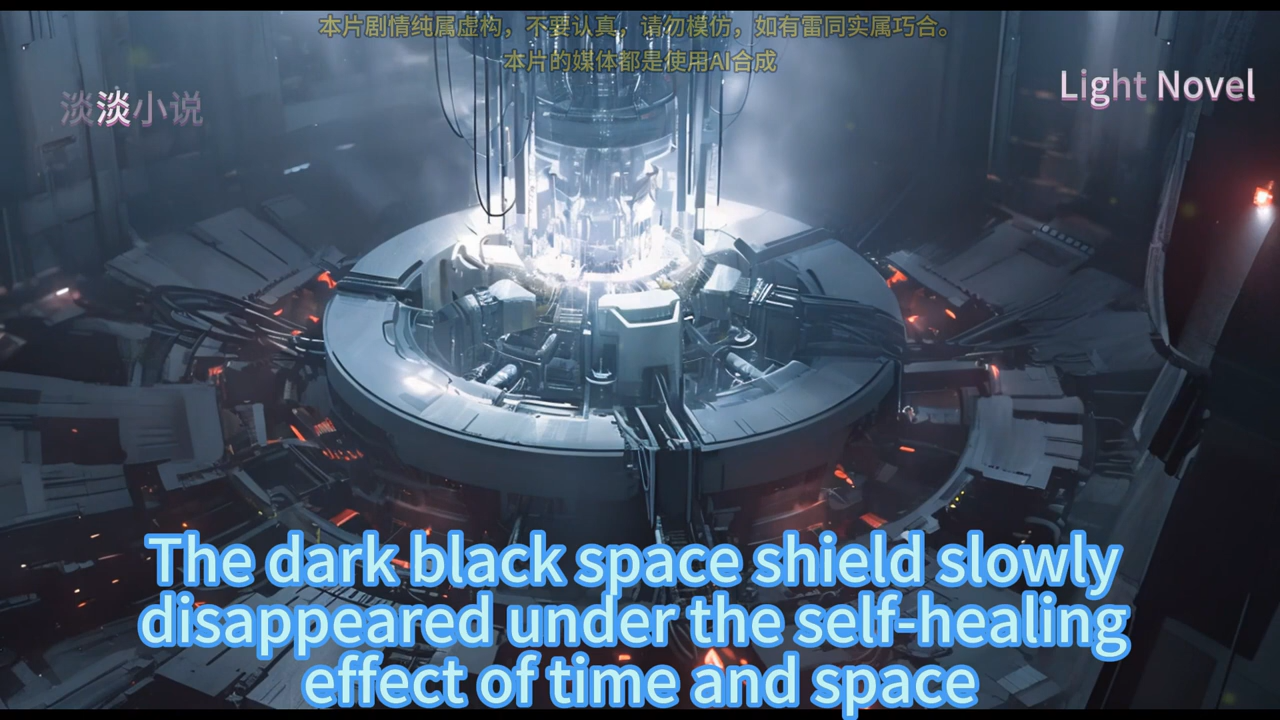 本片剧情纯属虚构，不要认真，请勿模仿，如有雷同实属巧合。
本片的媒体都是使用AI合成
淡淡小说
Light Novel
The dark black space shield slowly
disappeared under the self-healing
effect of time and space